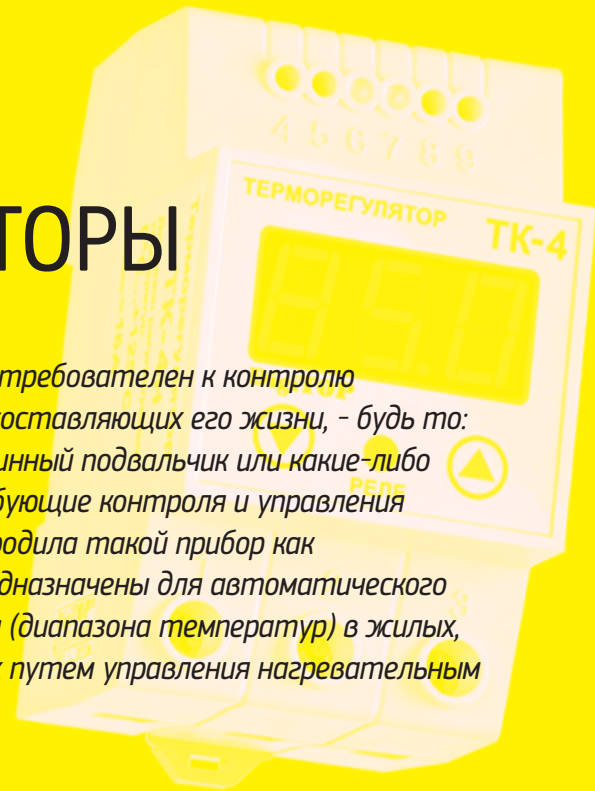 4 5 6 7 8 9
ТЕРМОРЕГУЛЯТОР ТК-4
85.0
ТОРЫ
требователен к контролю
оставляющих его жизни, - будь то:
инный подвальчик или какие-либо
бующие контроля и управления
РЕЛЕ
родила такой прибор как
дназначены для автоматического
(диапазона температур) в жилых,
х путем управления нагревательным